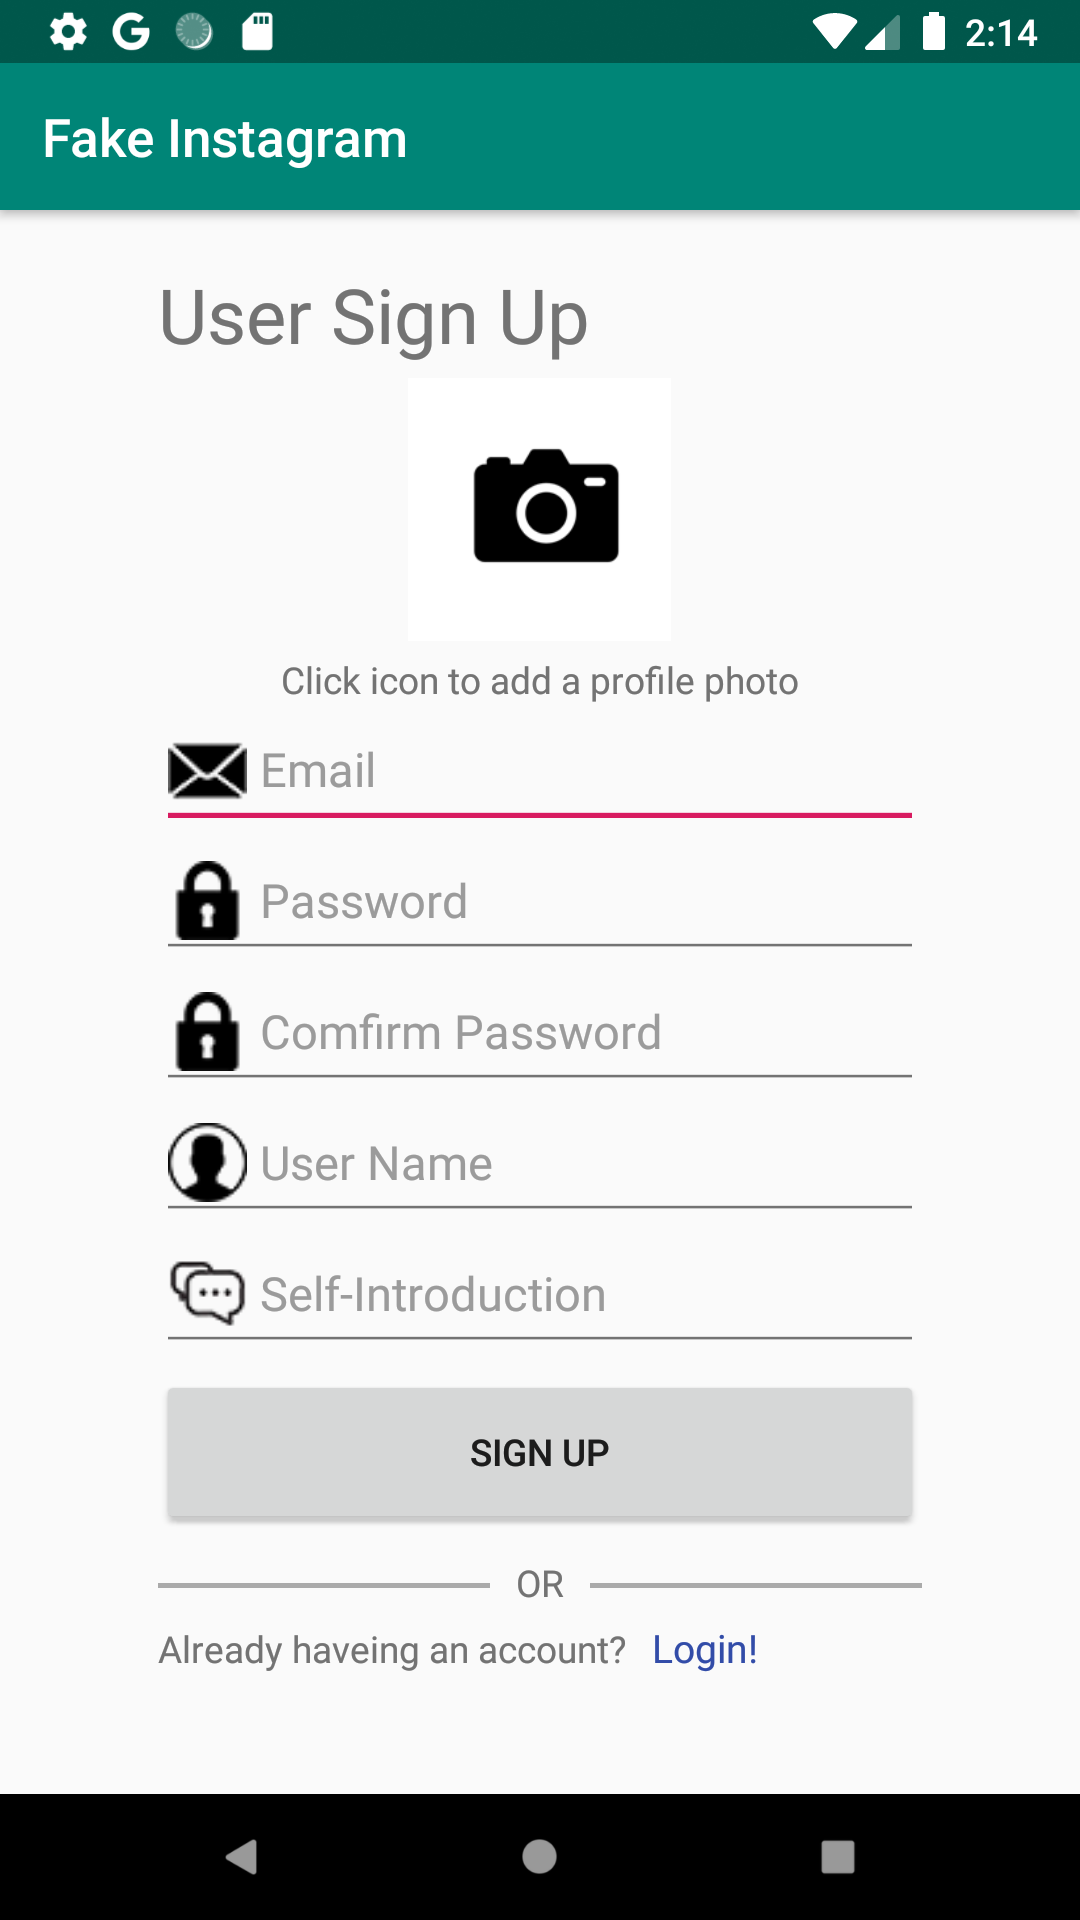 2:14
Fake Instagram
User Sign Up
Click icon to add a profile photo
Email
Password
Comfirm Password
User Name
Self-Introduction
SIGN UP
OR
Already haveing an account? Login!